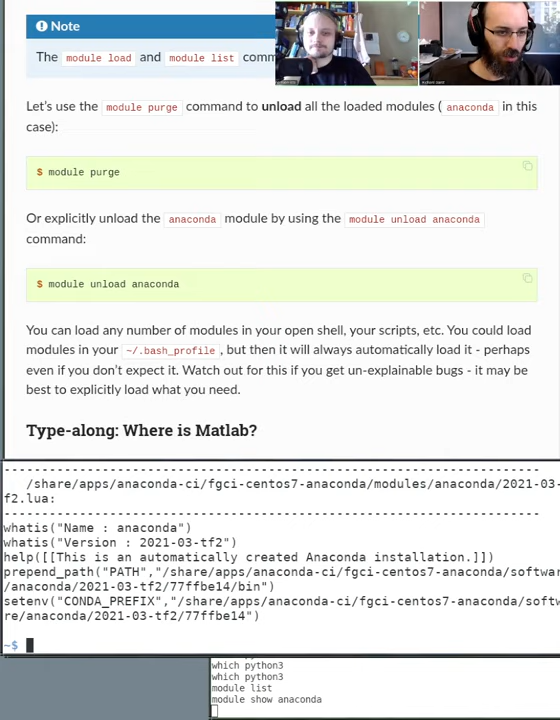 Note
The module load and module list comm
Let's use the module purge command to unload all the loaded modules ( anaconda in this
case):
$ module purge
Or explicitly unload the anaconda module by using the module unload anaconda
command:
$ module unload anaconda
You can load any number of modules in your open shell, your scripts, etc. You could load
modules in your ~/.bash_profile , but then it will always automatically load it - perhaps
even if you don't expect it. Watch out for this if you get un-explainable bugs - it may be
best to explicitly load what you need.
Type-along: Where is Matlab?
--------------------------------------------------------------------
/share/apps/anaconda-ci/fgci-centos7-anaconda/modules/anaconda/2021-03-
f2.lua:
--------------------------------------------------------------------
whatis("Name : anaconda")
whatis("Version : 2021-03-tf2")
help([[This is an automatically created Anaconda installation.]])
prepend_path("PATH","/share/apps/anaconda-ci/fgci-centos7-anaconda/softwar
/anaconda/2021-03-tf2/77ffbe14/bin")
setenv("CONDA_PREFIX","/share/apps/anaconda-ci/fgci-centos7-anaconda/softw
re/anaconda/2021-03-tf2/77ffbe14")
~$
which python3
which python3
module list
module show anaconda